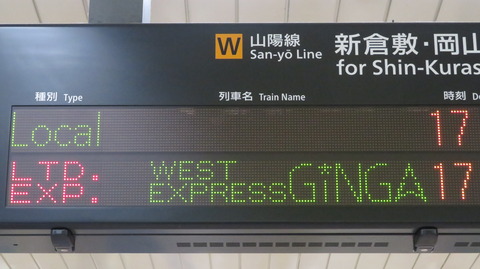 W 山陽線 新倉敷・岡山
San-yō Line for Shin-Kuras
種別 Type 列車名 Train Name 時刻 De
Local 17
LTD. EXP. WEST EXPRESS GiNGA 17